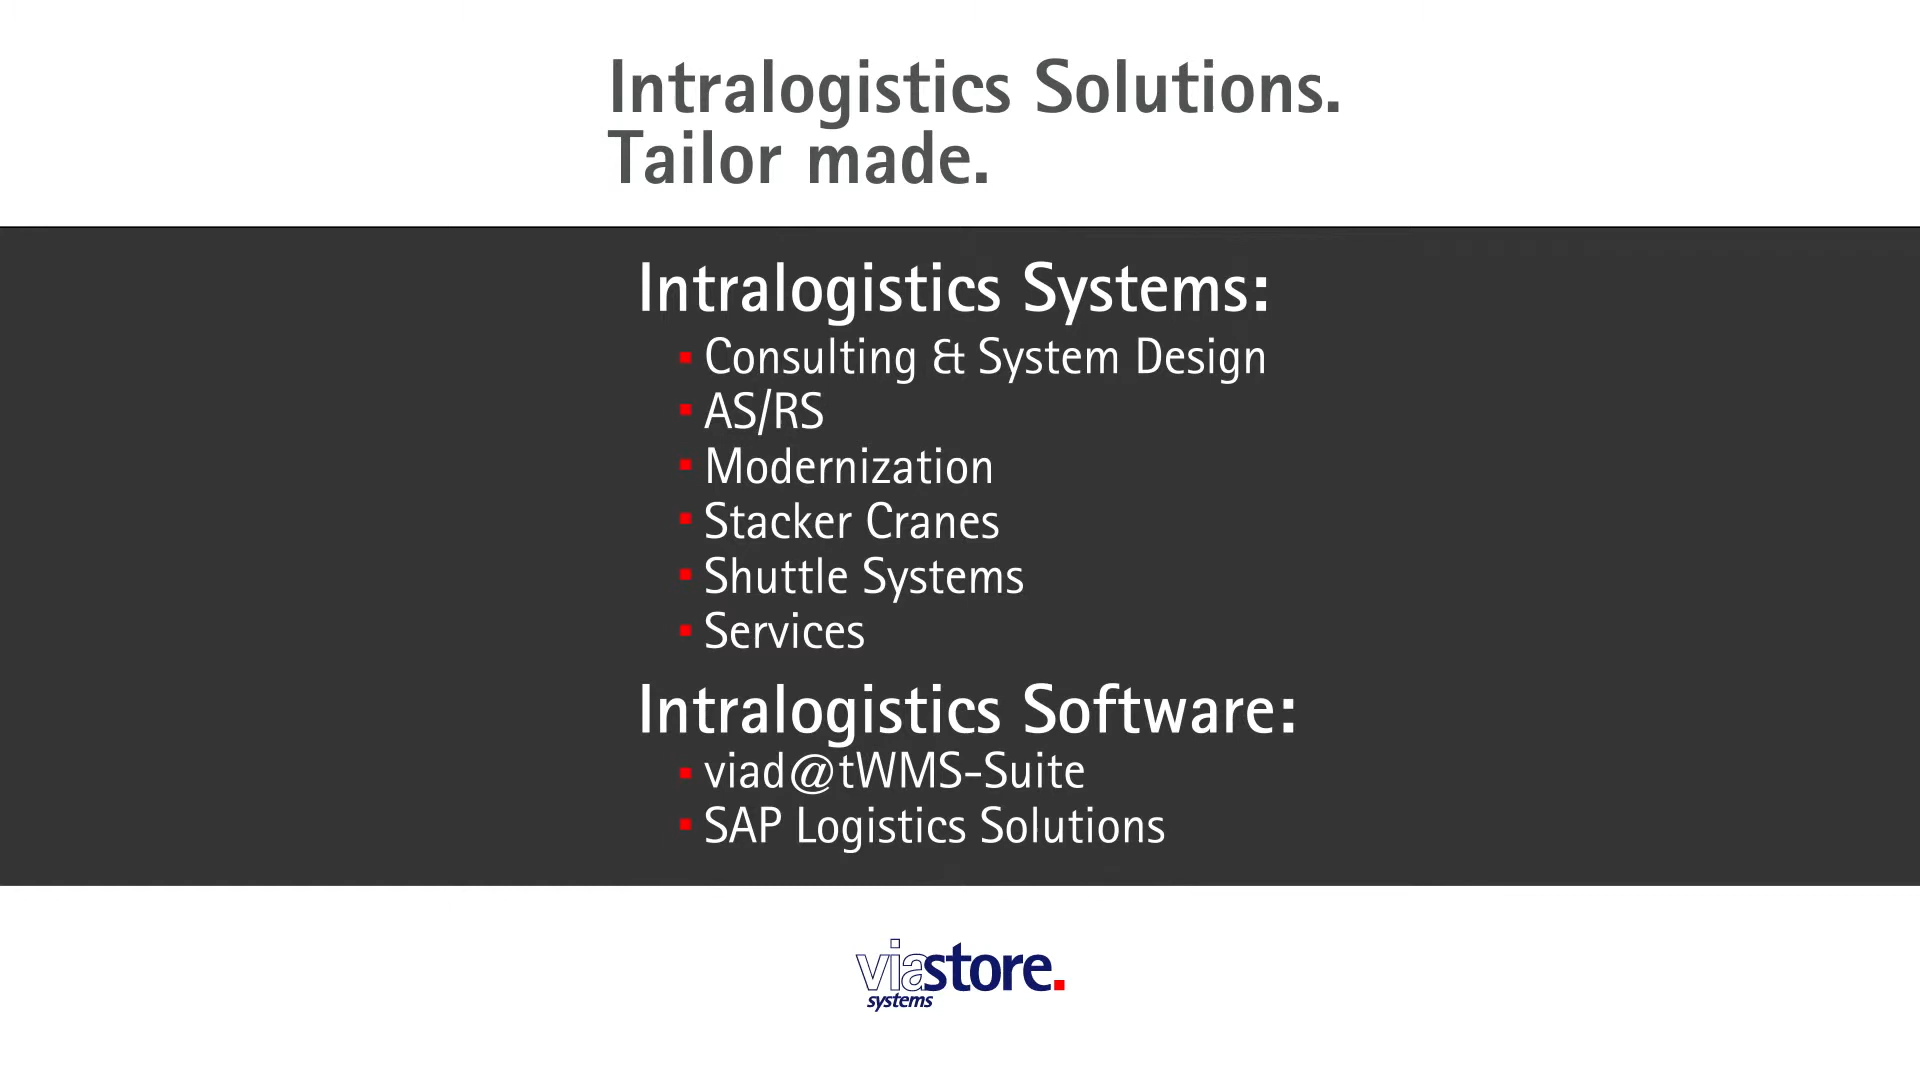 Intralogistics Solutions.
Tailor made.
Intralogistics Systems:
▪ Consulting & System Design
▪ AS/RS
▪ Modernization
▪ Stacker Cranes
▪ Shuttle Systems
▪ Services
Intralogistics Software:
▪ viad@tWMS-Suite
▪ SAP Logistics Solutions
viastore.
systems